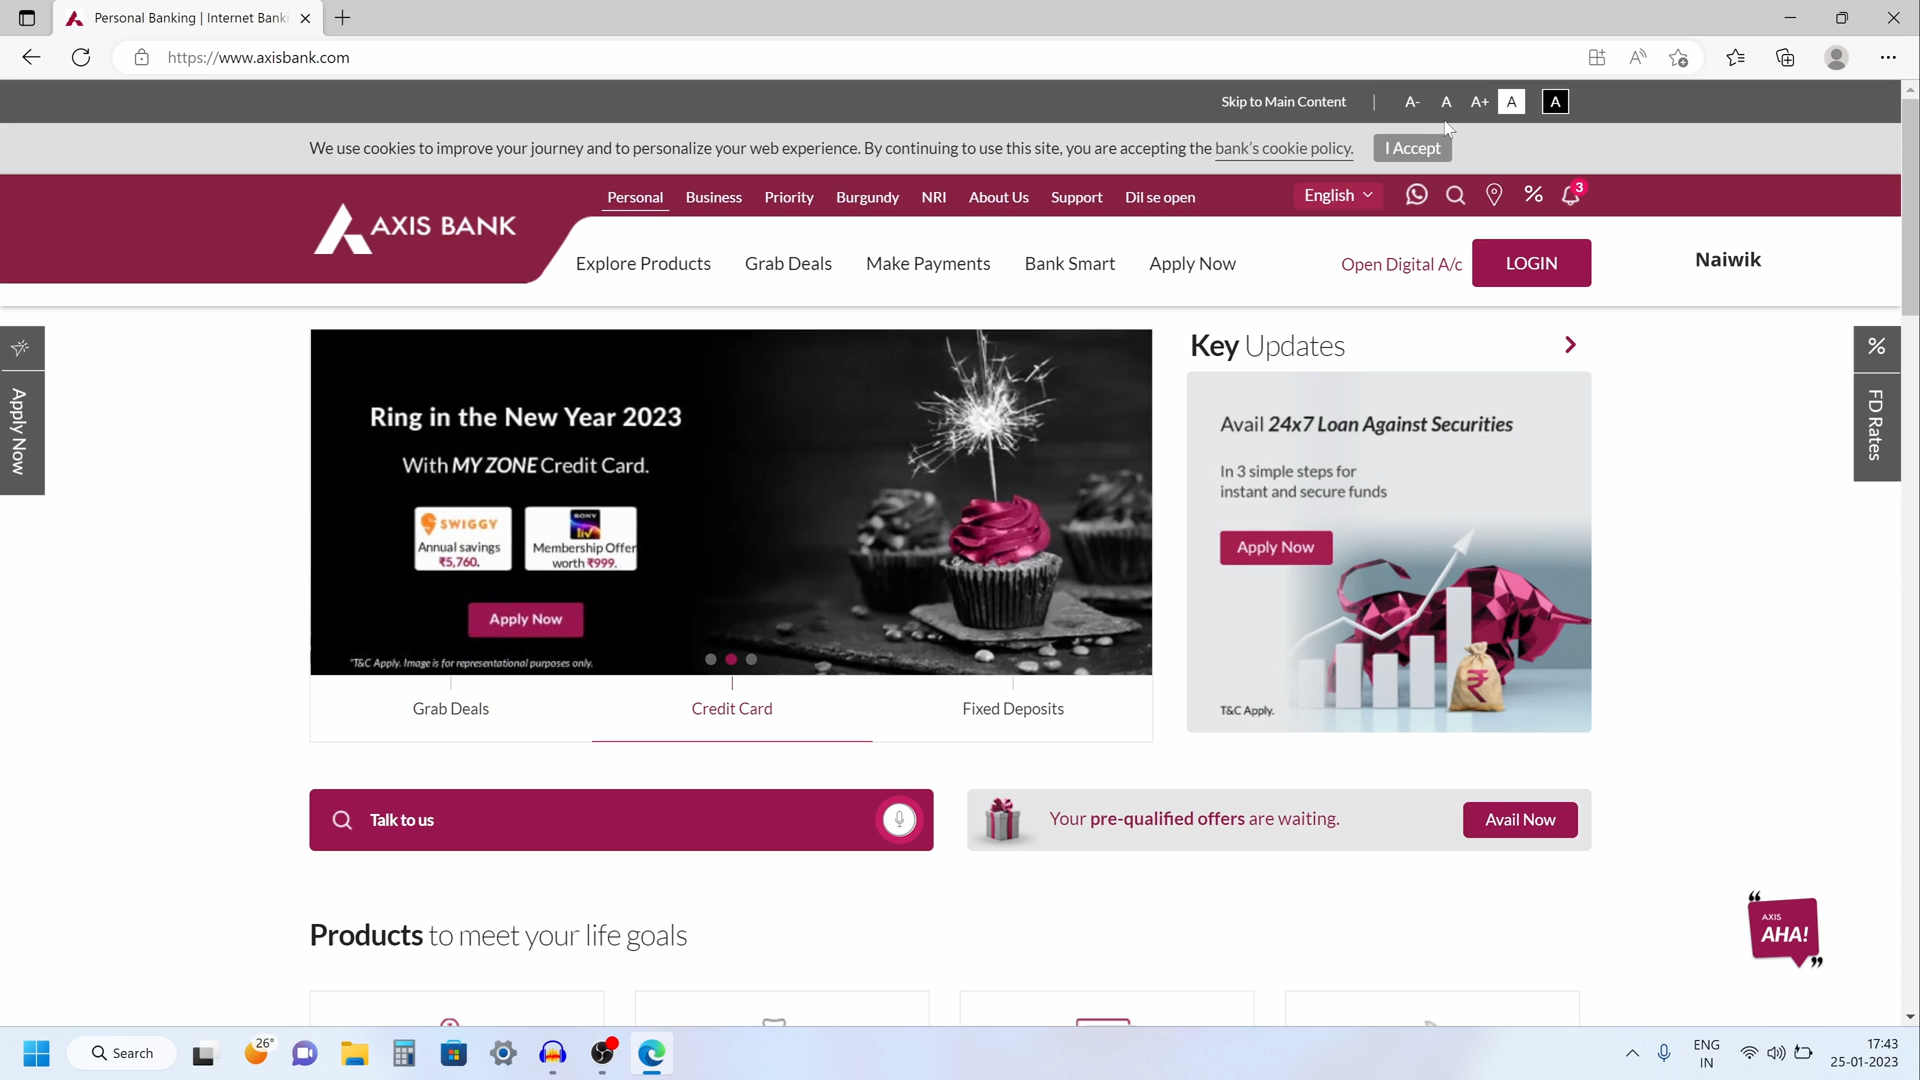 Personal Banking | Internet Banki
https://www.axisbank.com
Skip to Main Content | A- A A+ A A
We use cookies to improve your journey and to personalize your web experience. By continuing to use this site, you are accepting the bank's cookie policy. I Accept
Personal Business Priority Burgundy NRI About Us Support Dil se open English % 3
AXIS BANK
Explore Products Grab Deals Make Payments Bank Smart Apply Now Open Digital A/c LOGIN Naiwik
Apply Now
Ring in the New Year 2023
With MY ZONE Credit Card.
SWIGGY
Annual savings
₹5,760.
SONY
liv
Membership Offer
worth ₹999.
Apply Now
*T&C Apply. Image is for representational purposes only.
Grab Deals Credit Card Fixed Deposits
Key Updates
Avail 24x7 Loan Against Securities
In 3 simple steps for
instant and secure funds
Apply Now
₹
T&C Apply.
%
FD Rates
Talk to us
Your pre-qualified offers are waiting. Avail Now
Products to meet your life goals
AXIS
AHA!
Search
26°
ENG
IN
17:43
25-01-2023